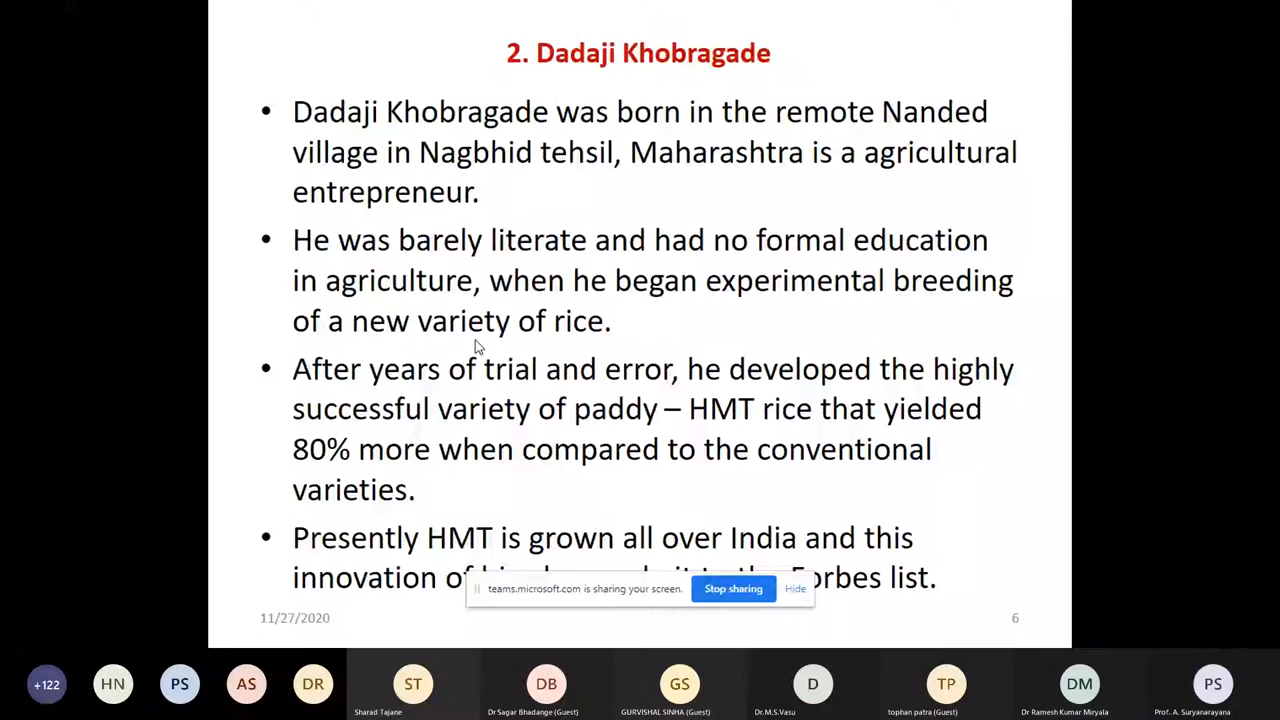 2. Dadaji Khobragade
• Dadaji Khobragade was born in the remote Nanded
village in Nagbhid tehsil, Maharashtra is a agricultural
entrepreneur.
• He was barely literate and had no formal education
in agriculture, when he began experimental breeding
of a new variety of rice.
• After years of trial and error, he developed the highly
successful variety of paddy – HMT rice that yielded
80% more when compared to the conventional
varieties.
• Presently HMT is grown all over India and this
innovation of Forbes list.
teams.microsoft.com is sharing your screen. Stop sharing Hide
11/27/2020 6
+122 HN PS AS DR ST DB GS D TP DM PS
Sharad Tajane Dr Sagar Bhadange (Guest) GURVISHAL SINHA (Guest) Dr.M.S.Vasu tophan patra (Guest) Dr Ramesh Kumar Miryala Prof. A. Suryanarayana